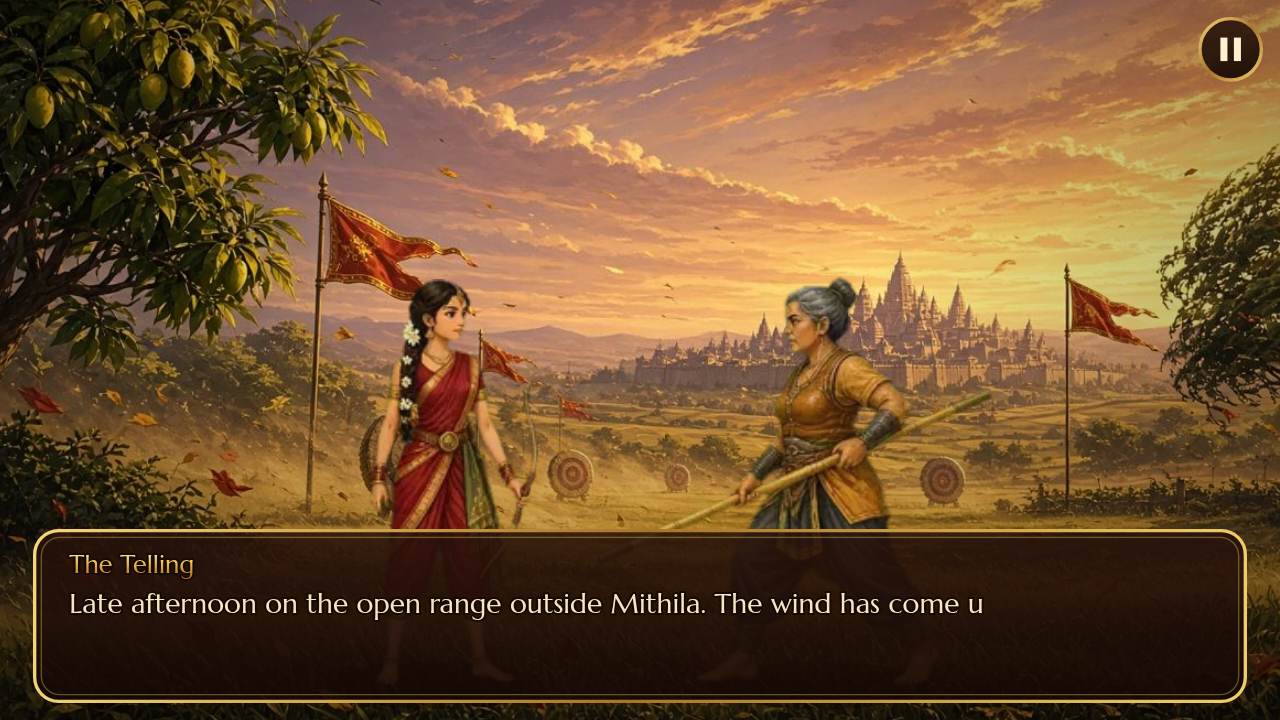 The Telling
Late afternoon on the open range outside Mithila. The wind has come u